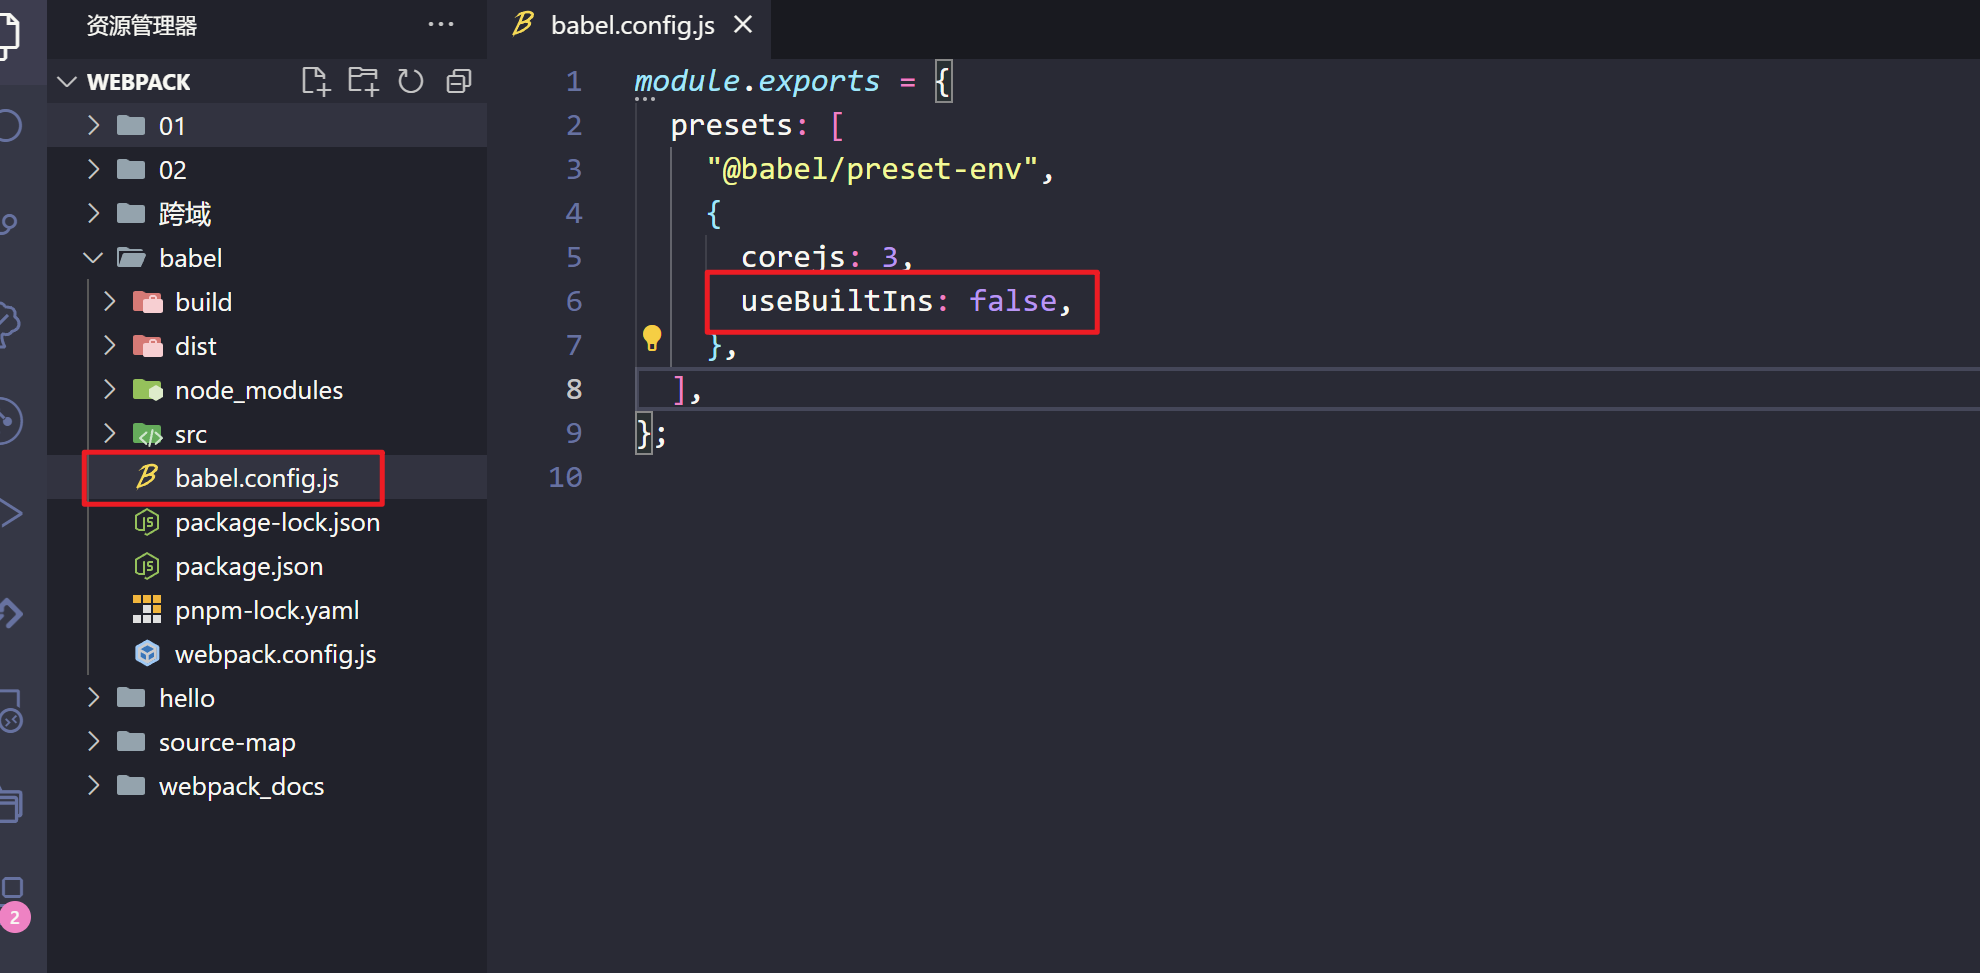 资源管理器 ···
WEBPACK
01
02
跨域
babel
build
dist
node_modules
src
babel.config.js
package-lock.json
package.json
pnpm-lock.yaml
webpack.config.js
hello
source-map
webpack_docs
2
babel.config.js
1 module.exports = {
2 presets: [
3 "@babel/preset-env",
4 {
5 corejs: 3,
6 useBuiltIns: false,
7 },
8 ],
9 };
10